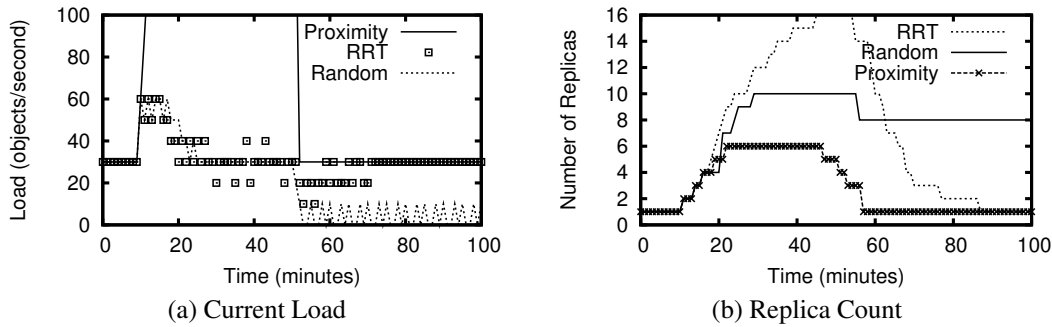 100
80
60
40
20
0
Load (objects/second)
Proximity
RRT
Random
0 20 40 60 80 100
Time (minutes)
(a) Current Load
16
14
12
10
8
6
4
2
Number of Replicas
RRT
Random
Proximity
0 20 40 60 80 100
Time (minutes)
(b) Replica Count